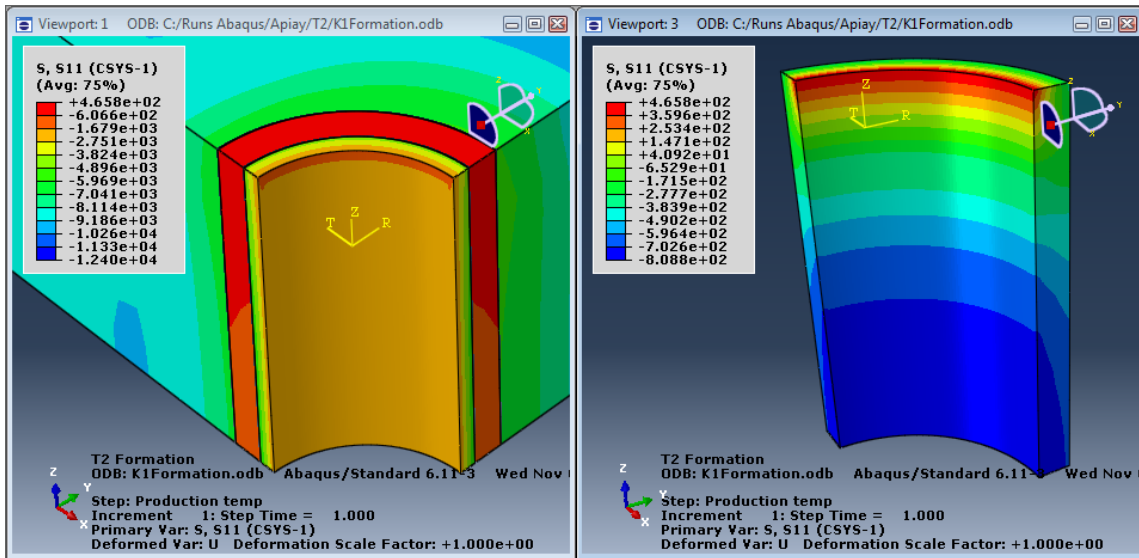 Viewport: 1 ODB: C:/Runs Abaqus/Apiay/T2/K1Formation.odb
S, S11 (CSYS-1)
(Avg: 75%)
+4.658e+02
-6.066e+02
-1.679e+03
-2.751e+03
-3.824e+03
-4.896e+03
-5.969e+03
-7.041e+03
-8.114e+03
-9.186e+03
-1.026e+04
-1.133e+04
-1.240e+04
Z
Y
X
Z
T
R
T2 Formation
ODB: K1Formation.odb Abaqus/Standard 6.11-3 Wed Nov
Z
Y
X
Step: Production temp
Increment 1: Step Time = 1.000
Primary Var: S, S11 (CSYS-1)
Deformed Var: U Deformation Scale Factor: +1.000e+00
Viewport: 3 ODB: C:/Runs Abaqus/Apiay/T2/K1Formation.odb
S, S11 (CSYS-1)
(Avg: 75%)
+4.658e+02
+3.596e+02
+2.534e+02
+1.471e+02
+4.092e+01
-6.529e+01
-1.715e+02
-2.777e+02
-3.839e+02
-4.902e+02
-5.964e+02
-7.026e+02
-8.088e+02
Z
Y
X
Z
T
R
T2 Formation
ODB: K1Formation.odb Abaqus/Standard 6.11-3 Wed Nov
Z
Y
X
Step: Production temp
Increment 1: Step Time = 1.000
Primary Var: S, S11 (CSYS-1)
Deformed Var: U Deformation Scale Factor: +1.000e+00